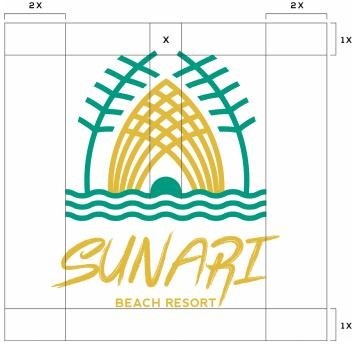 2X 2X
X
1X
SUNARI
BEACH RESORT
1X